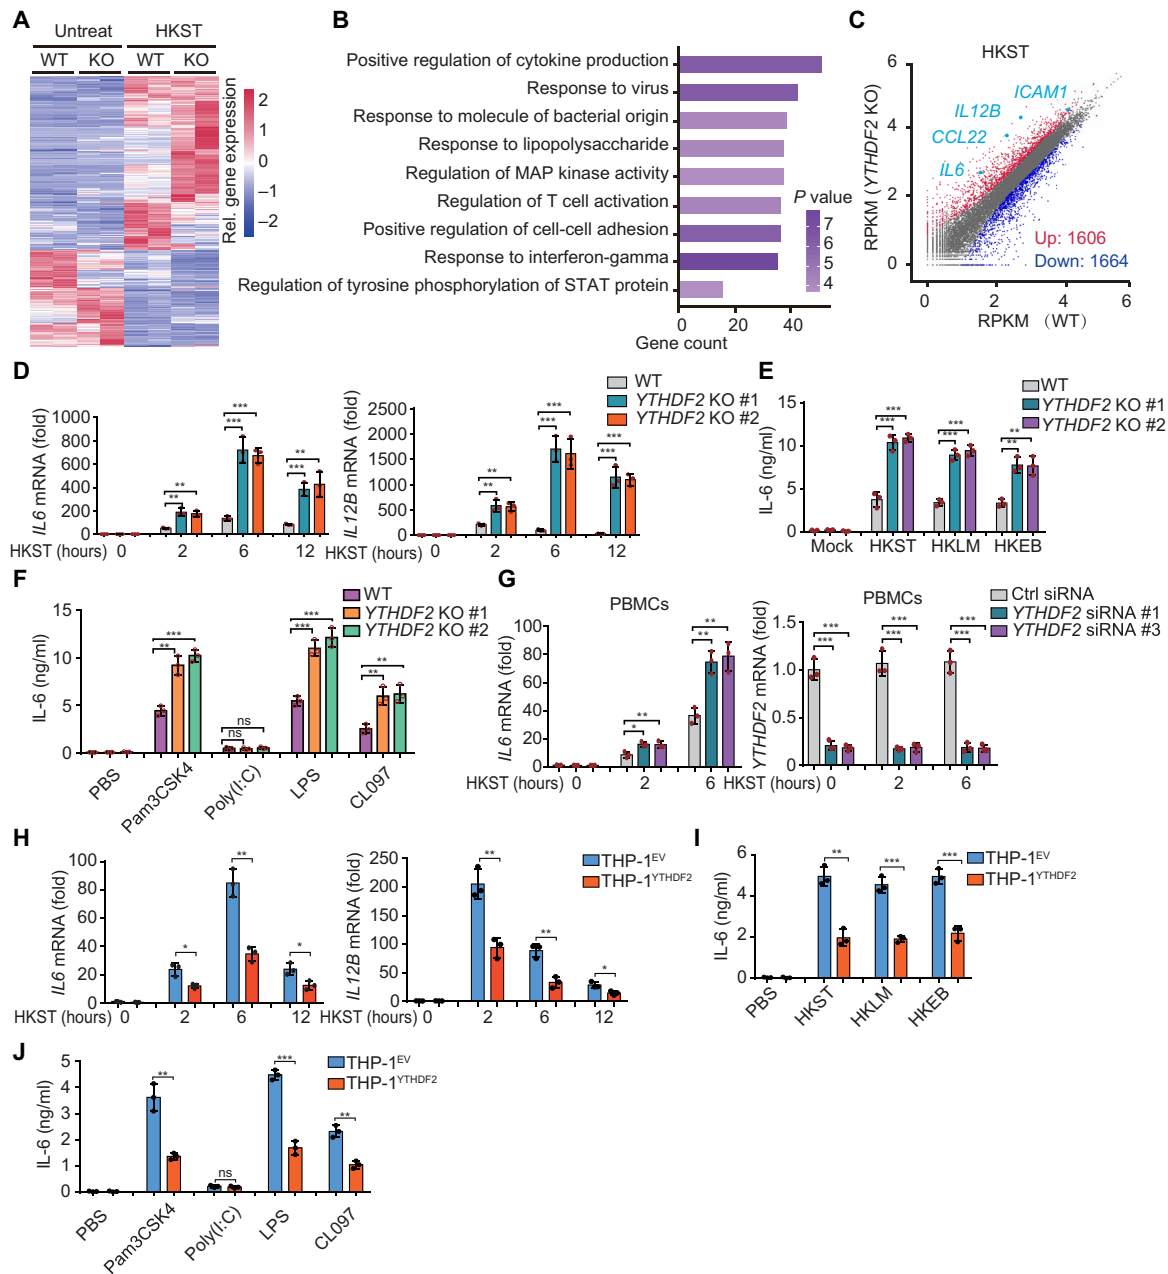 A
Untreat HKST
WT KO WT KO
Rel. gene expression
2
1
0
−1
−2
B
Positive regulation of cytokine production
Response to virus
Response to molecule of bacterial origin
Response to lipopolysaccharide
Regulation of MAP kinase activity
Regulation of T cell activation
Positive regulation of cell-cell adhesion
Response to interferon-gamma
Regulation of tyrosine phosphorylation of STAT protein
0 20 40
Gene count
P value
7
6
5
4
C
HKST
RPKM (YTHDF2 KO)
6
4
2
0
ICAM1
IL12B
CCL22
IL6
Up: 1606
Down: 1664
0 2 4 6
RPKM (WT)
D
WT
YTHDF2 KO #1
YTHDF2 KO #2
IL6 mRNA (fold)
1000
800
600
400
200
0
** ** *** *** *** **
HKST (hours) 0 2 6 12
IL12B mRNA (fold)
2500
2000
1500
1000
500
0
** ** *** *** *** ***
HKST (hours) 0 2 6 12
E
WT
YTHDF2 KO #1
YTHDF2 KO #2
IL-6 (ng/ml)
15
10
5
0
*** *** *** *** ** **
Mock HKST HKLM HKEB
F
WT
YTHDF2 KO #1
YTHDF2 KO #2
IL-6 (ng/ml)
15
10
5
0
** *** ns ns *** *** ** **
PBS Pam3CSK4 Poly(I:C) LPS CL097
G
PBMCs
IL6 mRNA (fold)
100
80
60
40
20
0
* ** ** **
HKST (hours) 0 2 6
PBMCs
Ctrl siRNA
YTHDF2 siRNA #1
YTHDF2 siRNA #3
YTHDF2 mRNA (fold)
1.5
1.0
0.5
0
*** *** *** *** *** ***
HKST (hours) 0 2 6
H
IL6 mRNA (fold)
100
80
60
40
20
0
* ** *
HKST (hours) 0 2 6 12
IL12B mRNA (fold)
250
200
150
100
50
0
** ** *
HKST (hours) 0 2 6 12
THP-1EV
THP-1YTHDF2
I
THP-1EV
THP-1YTHDF2
IL-6 (ng/ml)
6
4
2
0
** *** ***
PBS HKST HKLM HKEB
J
THP-1EV
THP-1YTHDF2
IL-6 (ng/ml)
5
4
3
2
1
0
** ns *** **
PBS Pam3CSK4 Poly(I:C) LPS CL097